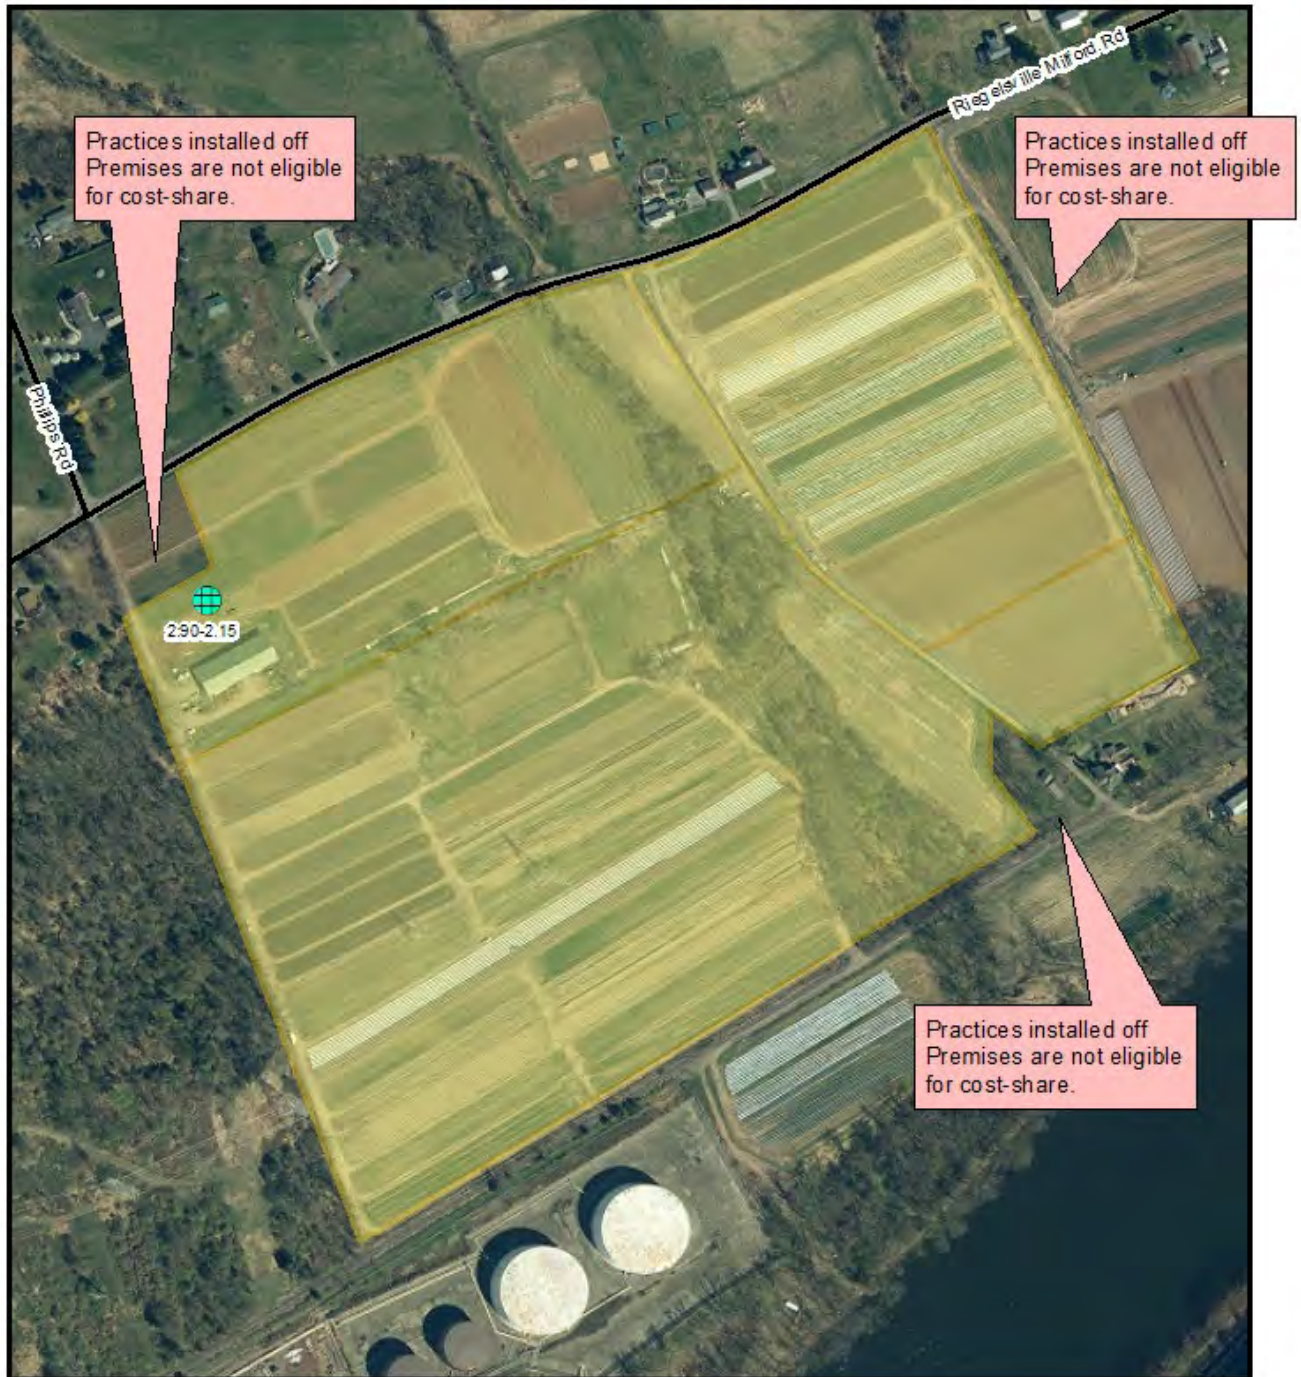 Riegelsville Milford Rd
Practices installed off
Premises are not eligible
for cost-share.
Practices installed off
Premises are not eligible
for cost-share.
Phillips Rd
2.90-2.15
Practices installed off
Premises are not eligible
for cost-share.